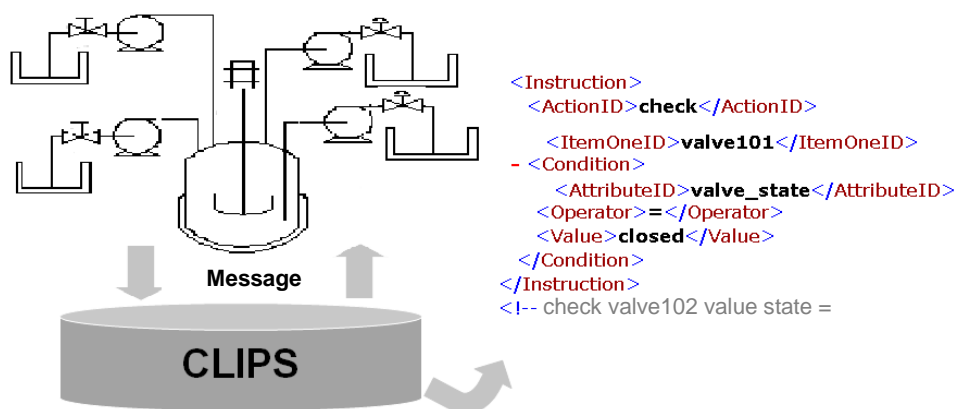 Message
CLIPS
<Instruction>
<ActionID>check</ActionID>
<ItemOneID>valve101</ItemOneID>
- <Condition>
<AttributeID>valve_state</AttributeID>
<Operator>=</Operator>
<Value>closed</Value>
</Condition>
</Instruction>
<!-- check valve102 value state =